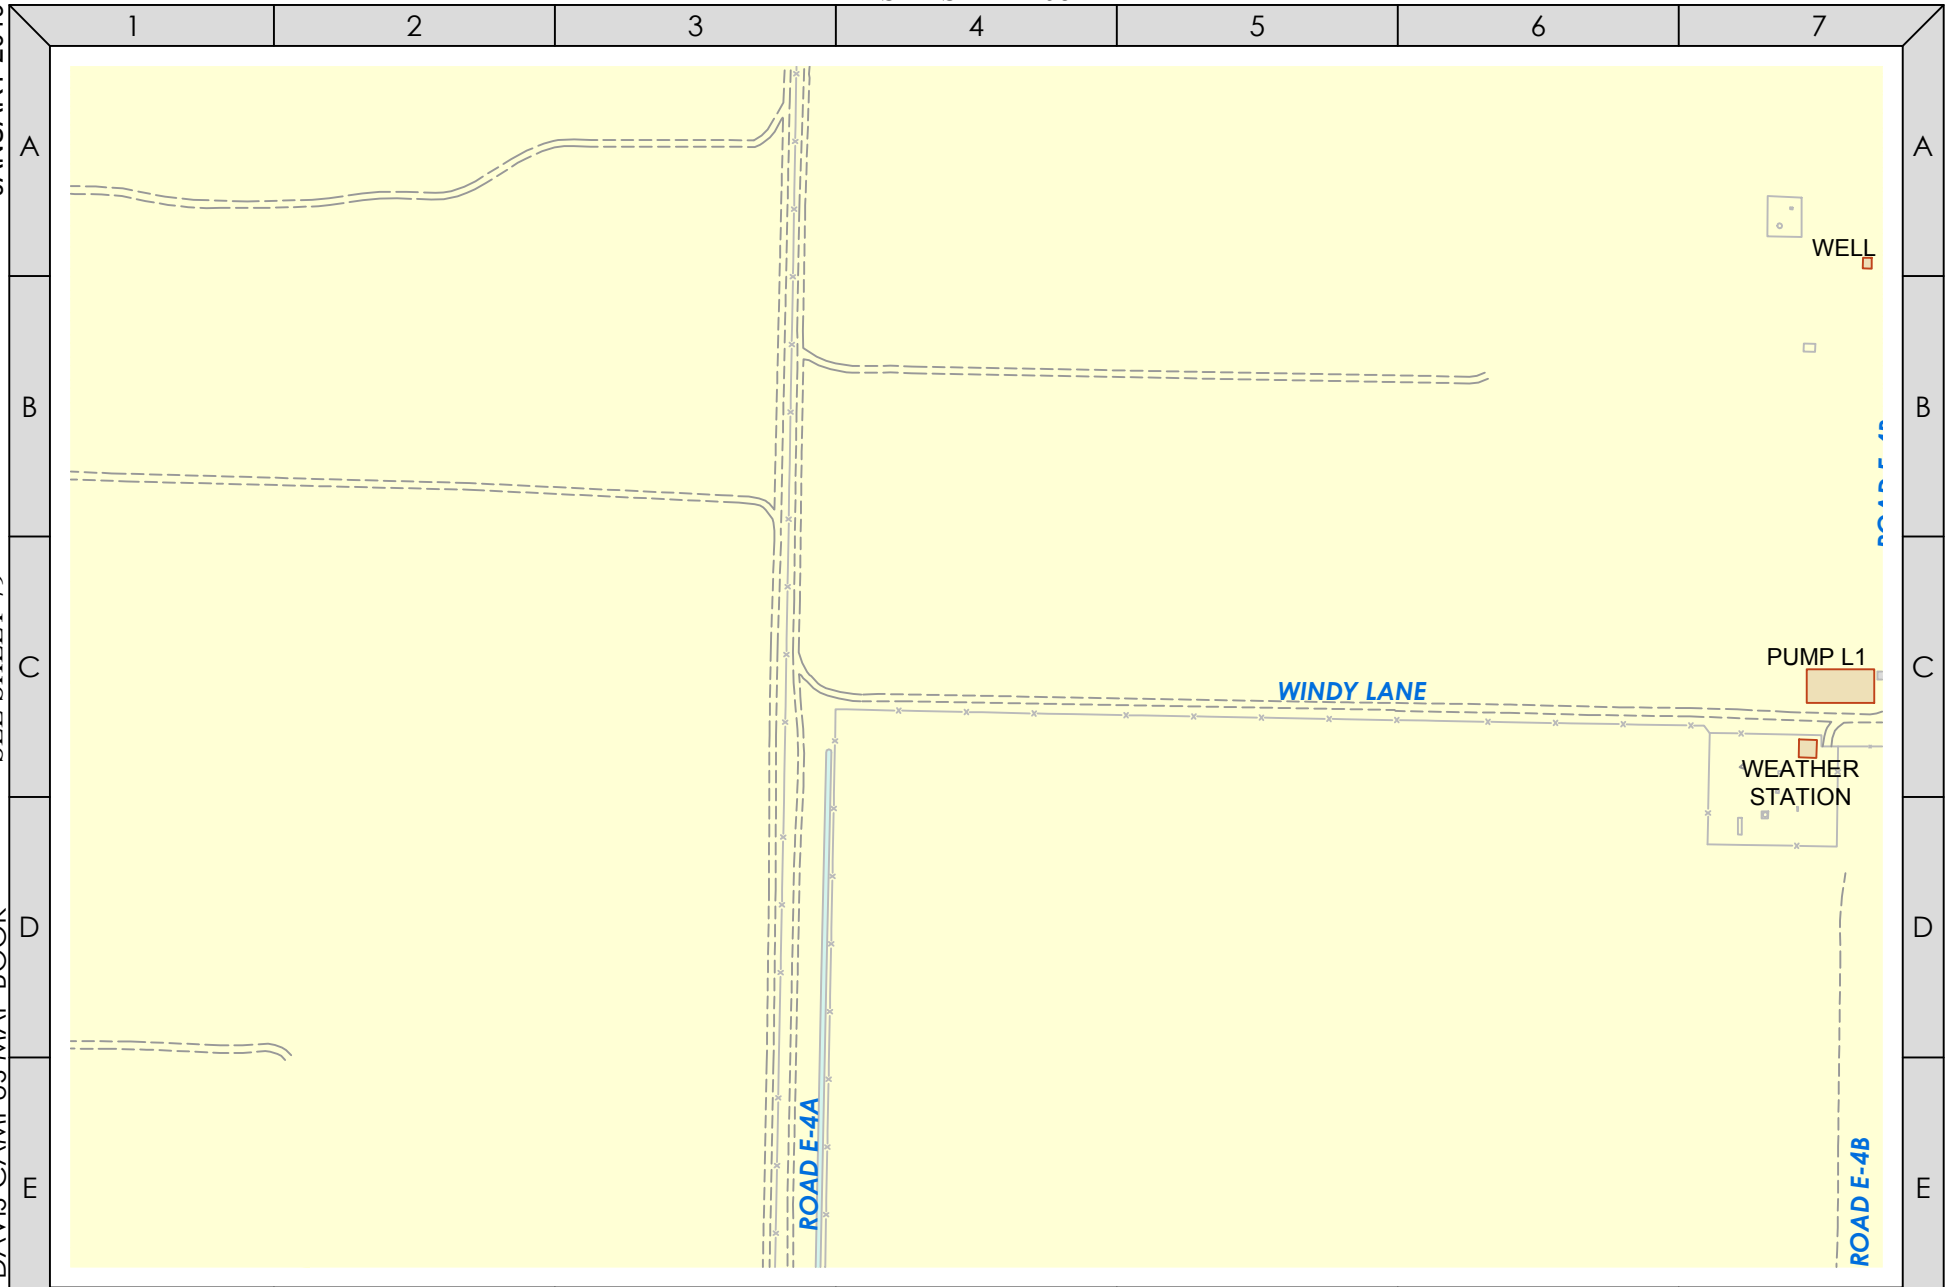 1 2 3 4 5 6 7
A A
WELL
B B
C C
PUMP L1
WINDY LANE
WEATHER
STATION
D D
ROAD E-4A
ROAD E-4B
E E